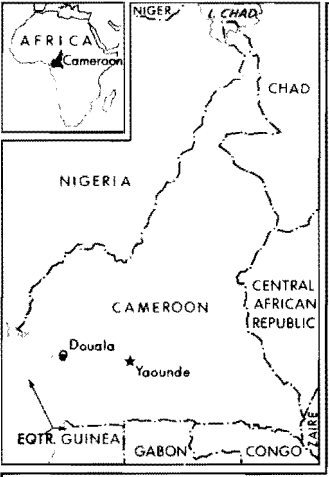 AFRICA
Cameroon
NIGER
L. CHAD
CHAD
NIGERIA
CAMEROON
CENTRAL
AFRICAN
REPUBLIC
Douala
Yaounde
EQTR. GUINEA
GABON
CONGO
ZAIRE